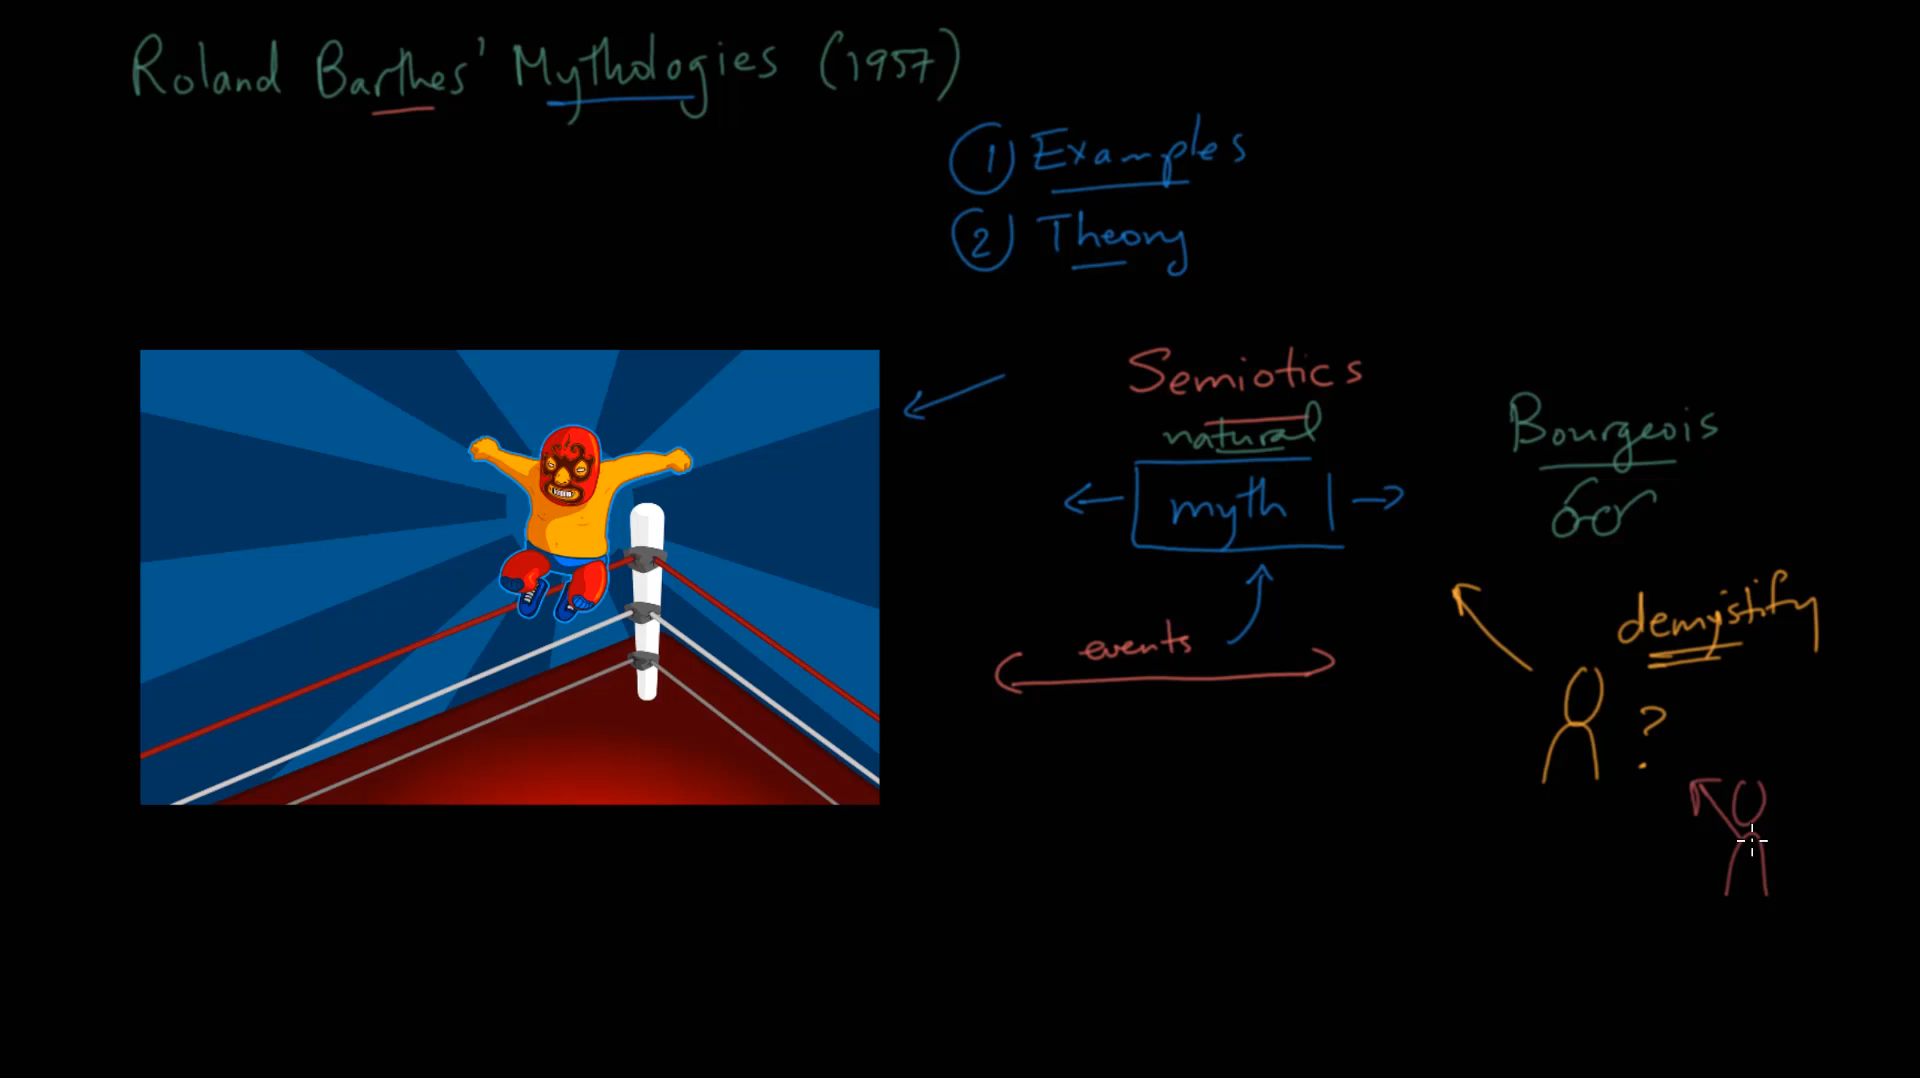 Roland Barthes' Mythologies (1957)
1 Examples
2 Theory
Semiotics
natural
myth
events
Bourgeois
demystify
?